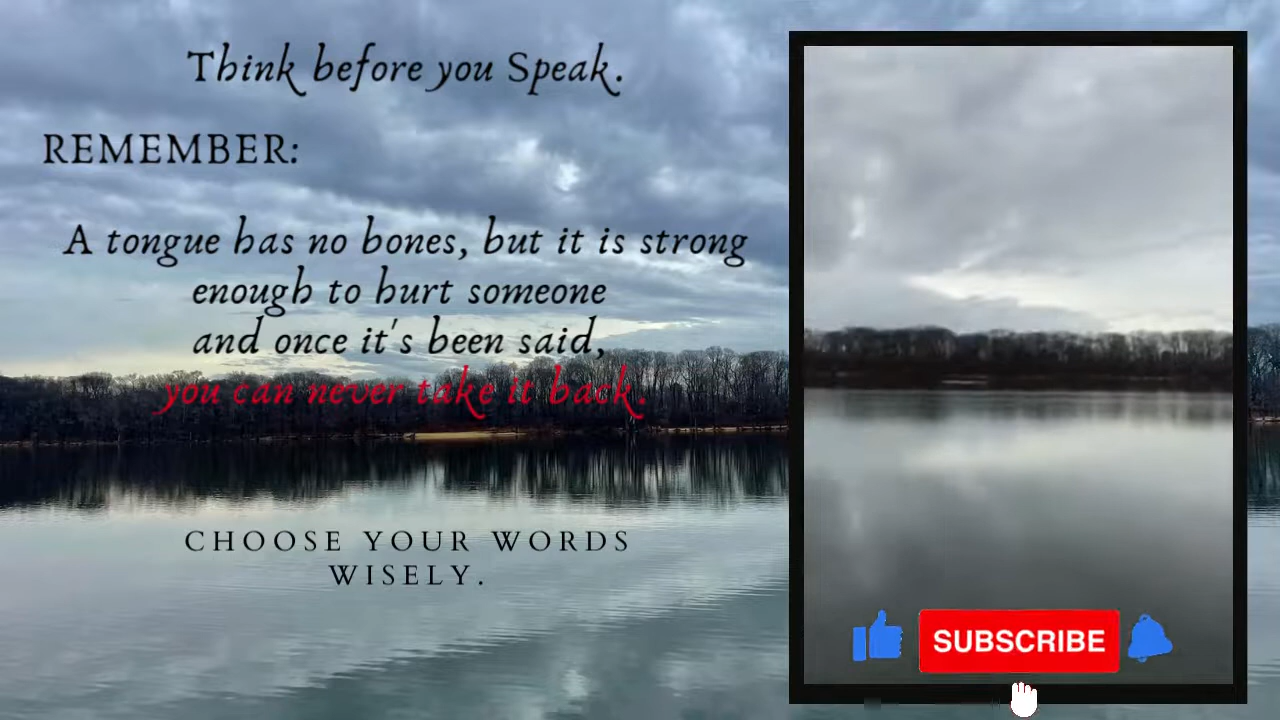 Think before you Speak.
REMEMBER:
A tongue has no bones, but it is strong
enough to hurt someone
and once it's been said,
you can never take it back.
CHOOSE YOUR WORDS
WISELY.
SUBSCRIBE